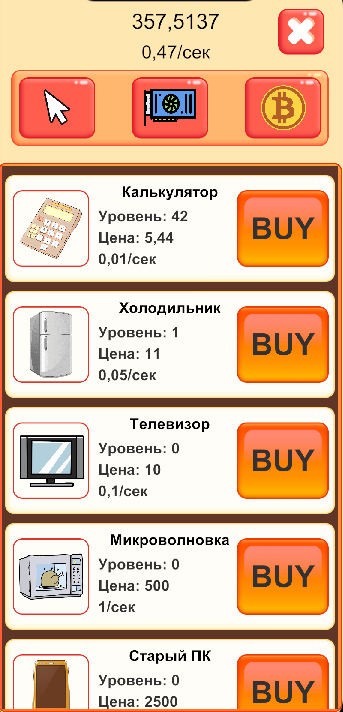 357,5137
0,47/сек
Калькулятор
Уровень: 42
Цена: 5,44
0,01/сек
BUY
Холодильник
Уровень: 1
Цена: 11
0,05/сек
BUY
Телевизор
Уровень: 0
Цена: 10
0,1/сек
BUY
Микроволновка
Уровень: 0
Цена: 500
1/сек
BUY
Старый ПК
Уровень: 0
Цена: 2500
BUY